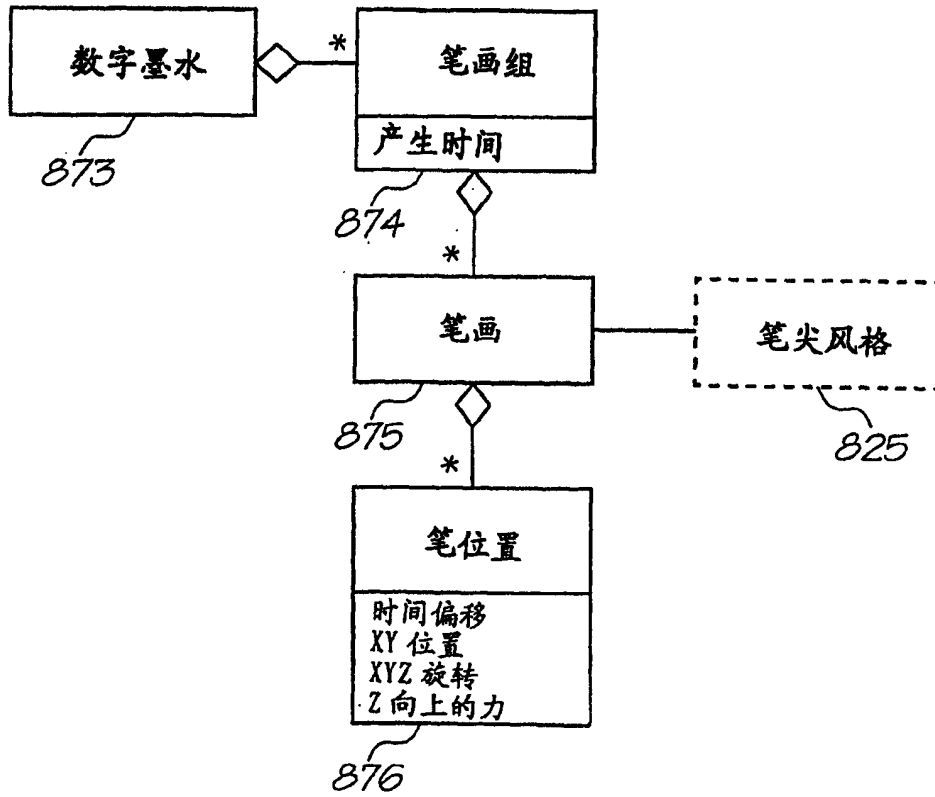 数字墨水
*
笔画组
产生时间
873
874
*
笔画
笔尖风格
875
825
*
笔位置
时间偏移
XY 位置
XYZ 旋转
Z 向上的力
876